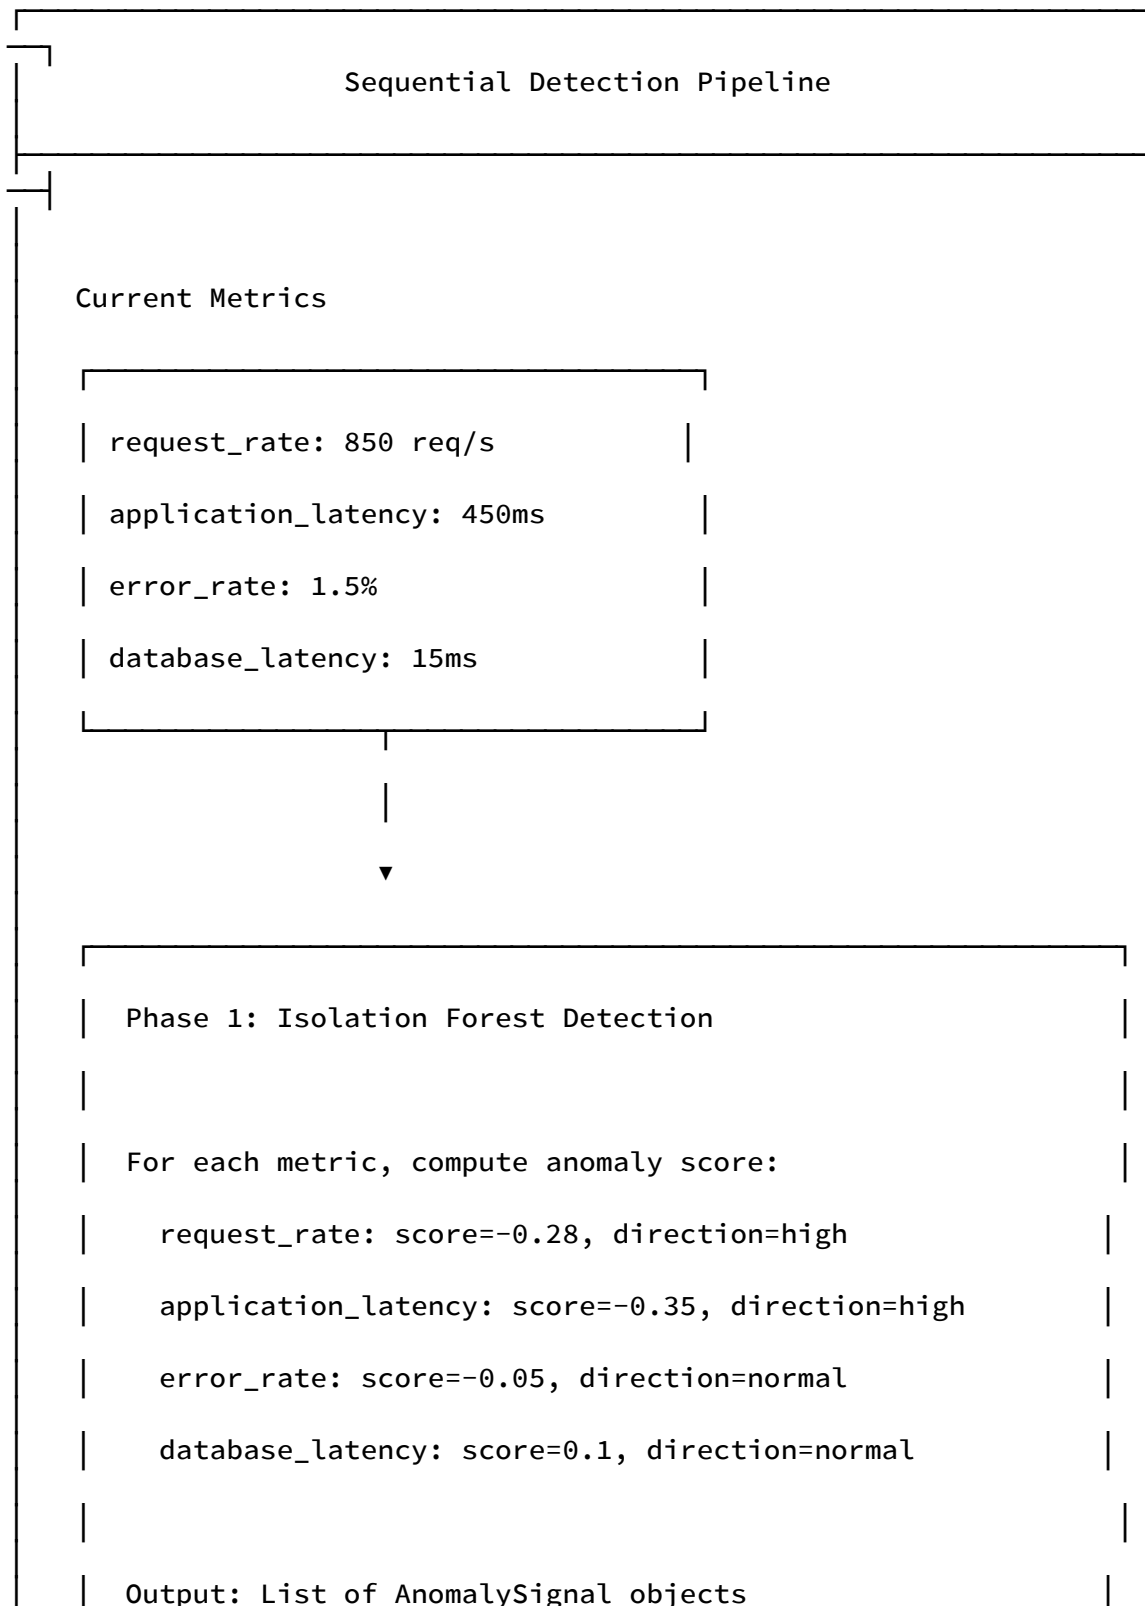 Sequential Detection Pipeline
Current Metrics
request_rate: 850 req/s
application_latency: 450ms
error_rate: 1.5%
database_latency: 15ms
▼
Phase 1: Isolation Forest Detection
For each metric, compute anomaly score:
request_rate: score=-0.28, direction=high
application_latency: score=-0.35, direction=high
error_rate: score=-0.05, direction=normal
database_latency: score=0.1, direction=normal
Output: List of AnomalySignal objects